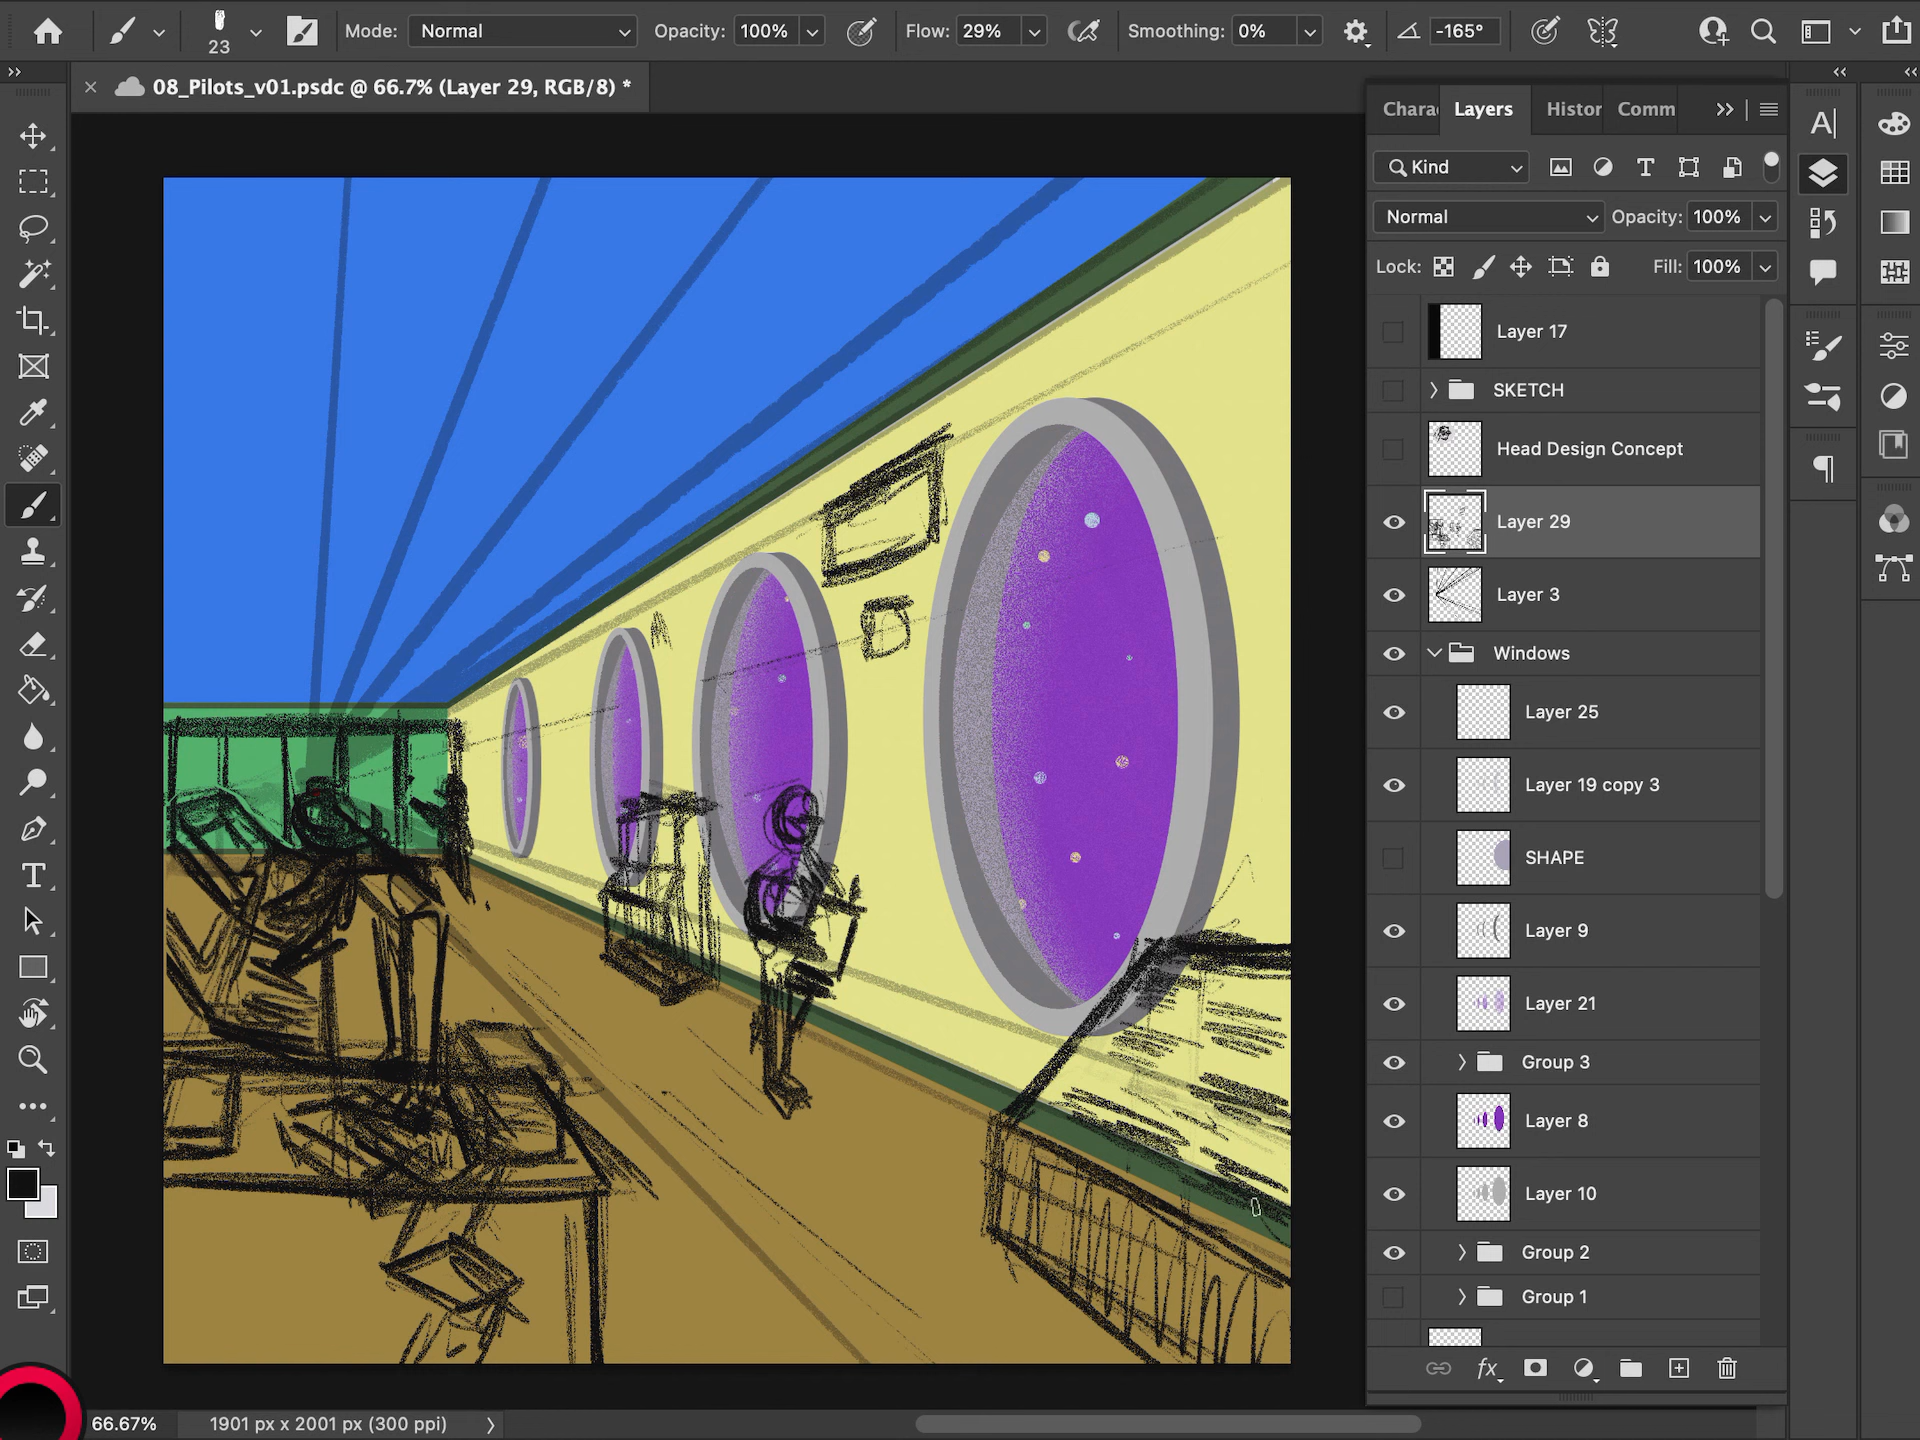 23
Mode: Normal
Opacity: 100%
Flow: 29%
Smoothing: 0%
-165°
08_Pilots_v01.psdc @ 66.7% (Layer 29, RGB/8) *
Chara Layers Histor Comm
Kind
Normal Opacity: 100%
Lock: Fill: 100%
Layer 17
SKETCH
Head Design Concept
Layer 29
Layer 3
Windows
Layer 25
Layer 19 copy 3
SHAPE
Layer 9
Layer 21
Group 3
Layer 8
Layer 10
Group 2
Group 1
fx
66.67% 1901 px x 2001 px (300 ppi)